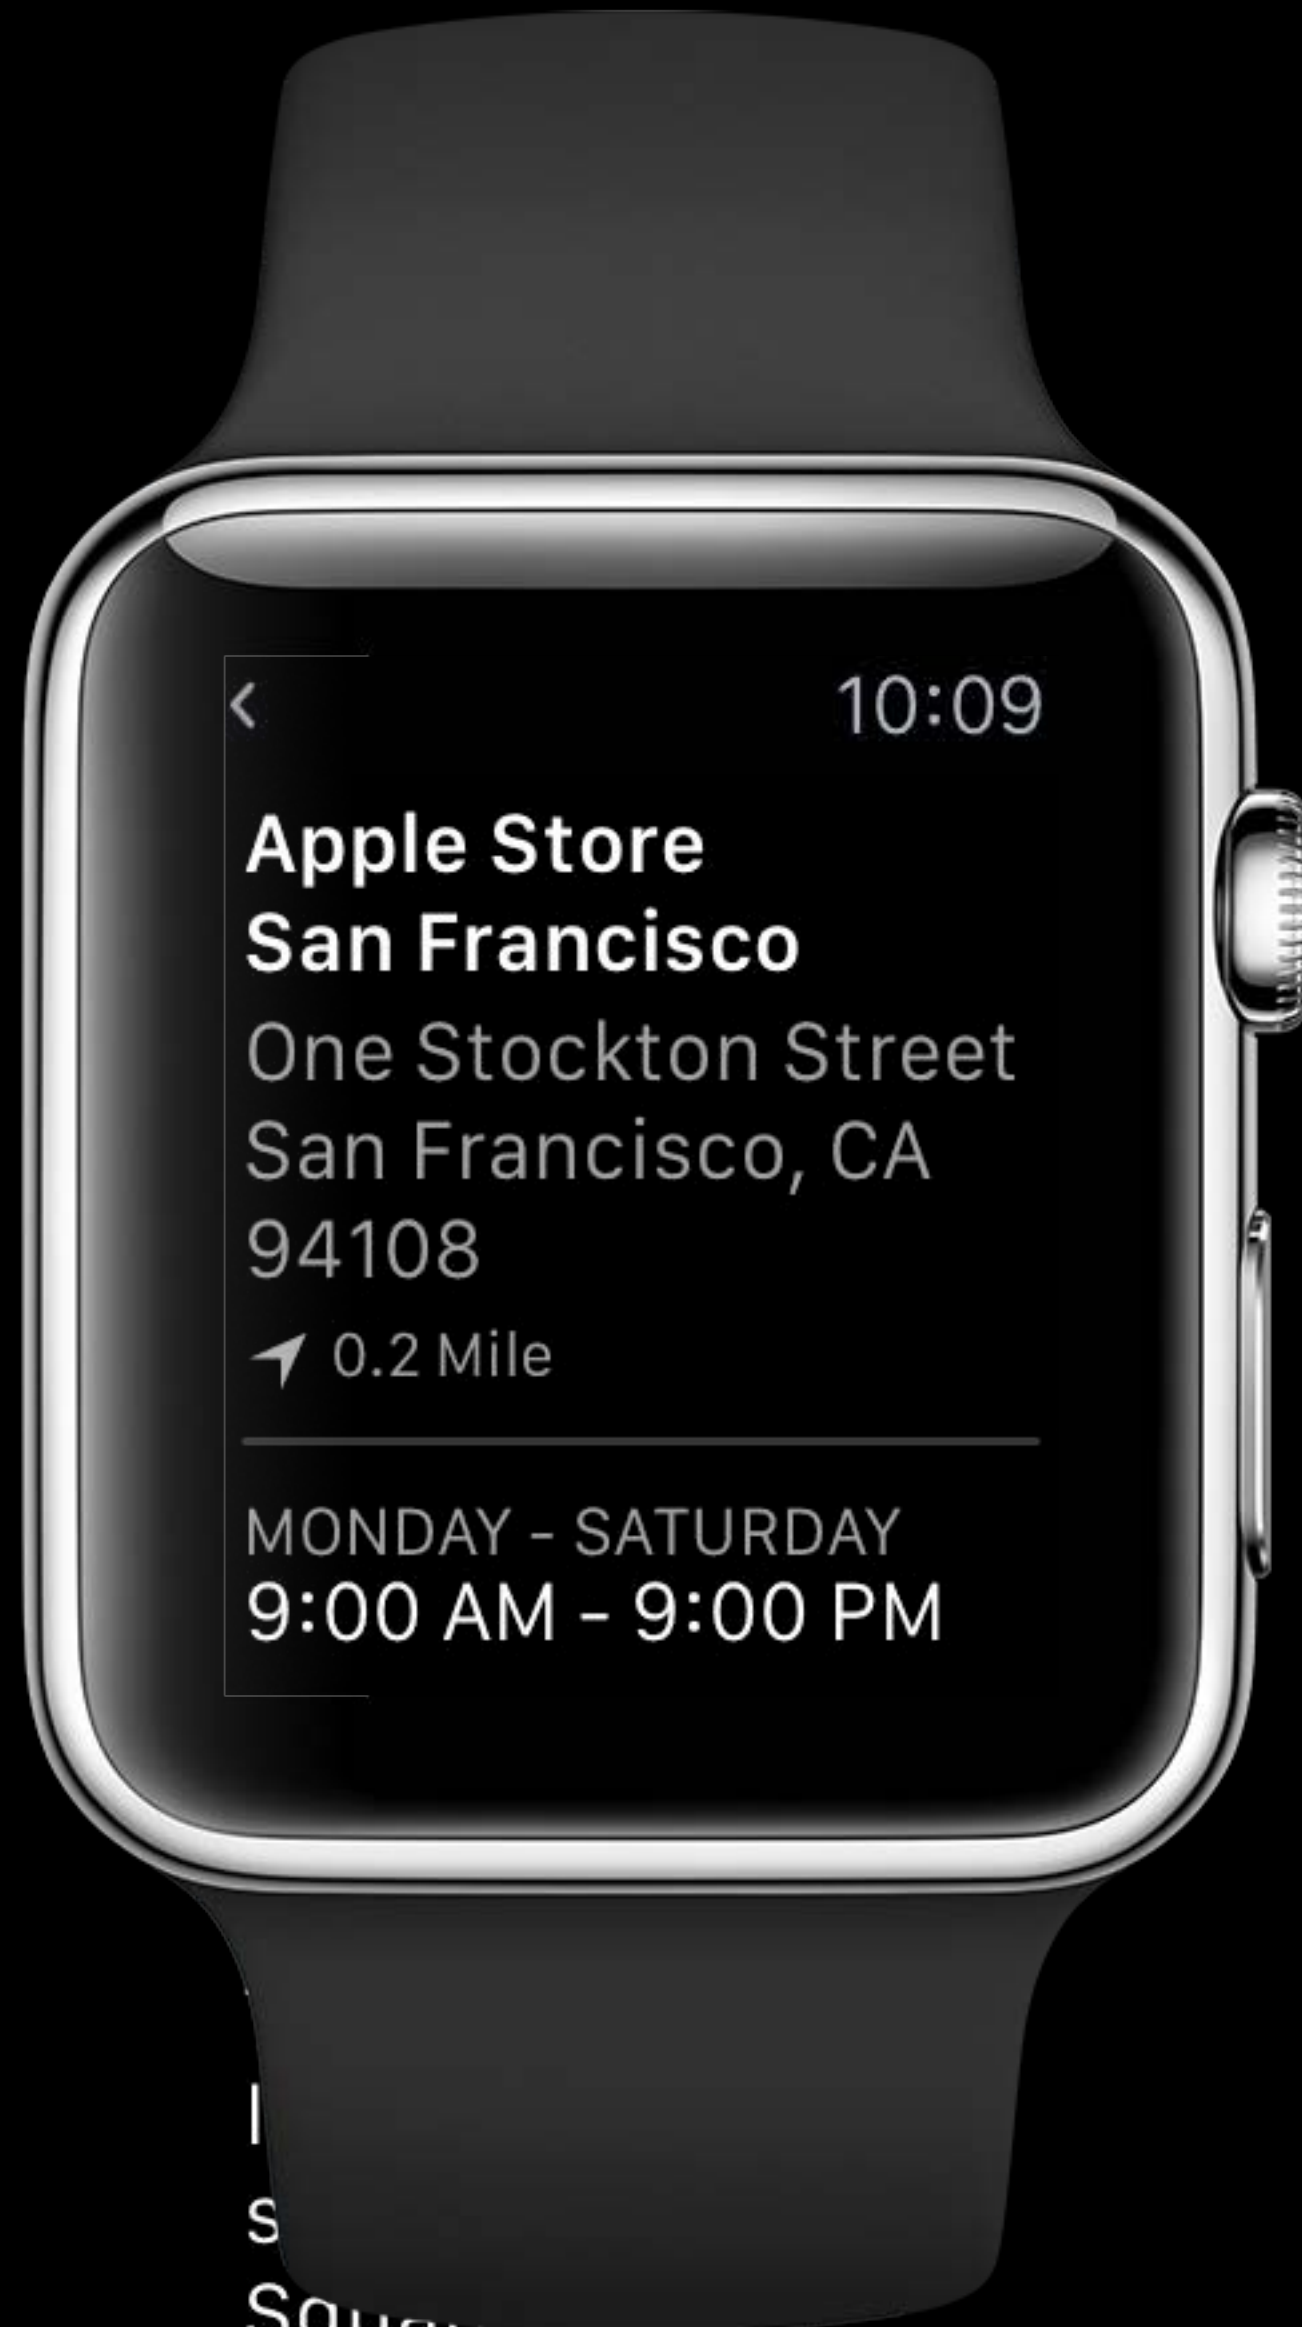 10:09
Apple Store
San Francisco
One Stockton Street
San Francisco, CA
94108
0.2 Mile
MONDAY - SATURDAY
9:00 AM - 9:00 PM